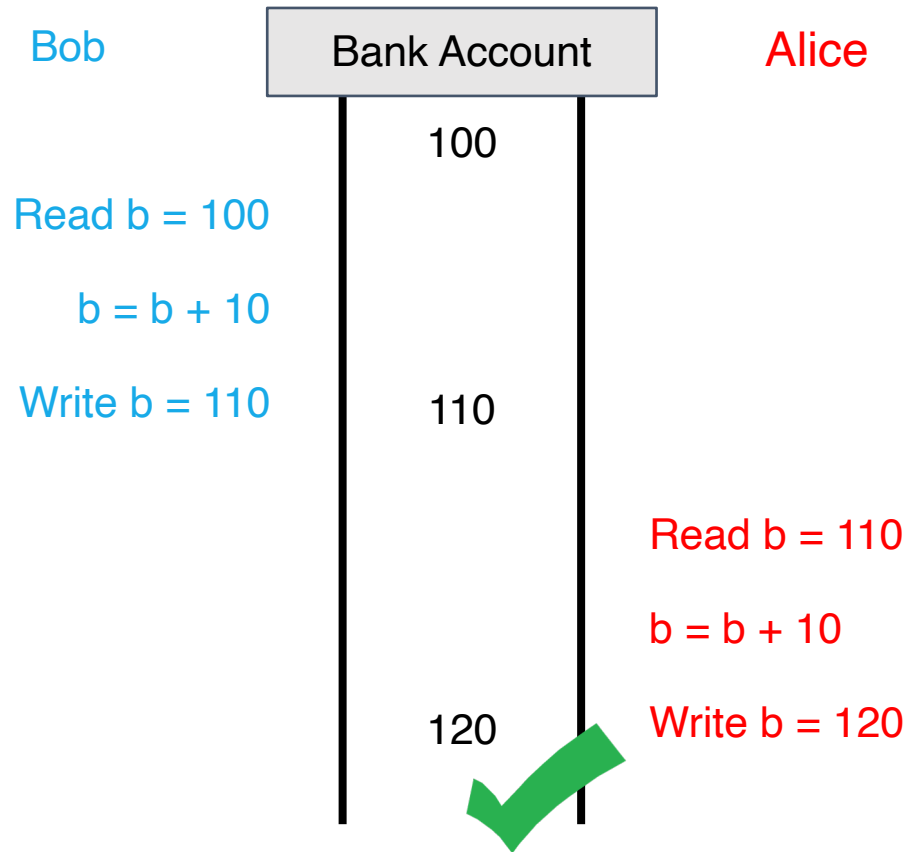 Bob
Bank Account
Alice
100
Read b = 100
b = b + 10
Write b = 110
110
Read b = 110
b = b + 10
Write b = 120
120